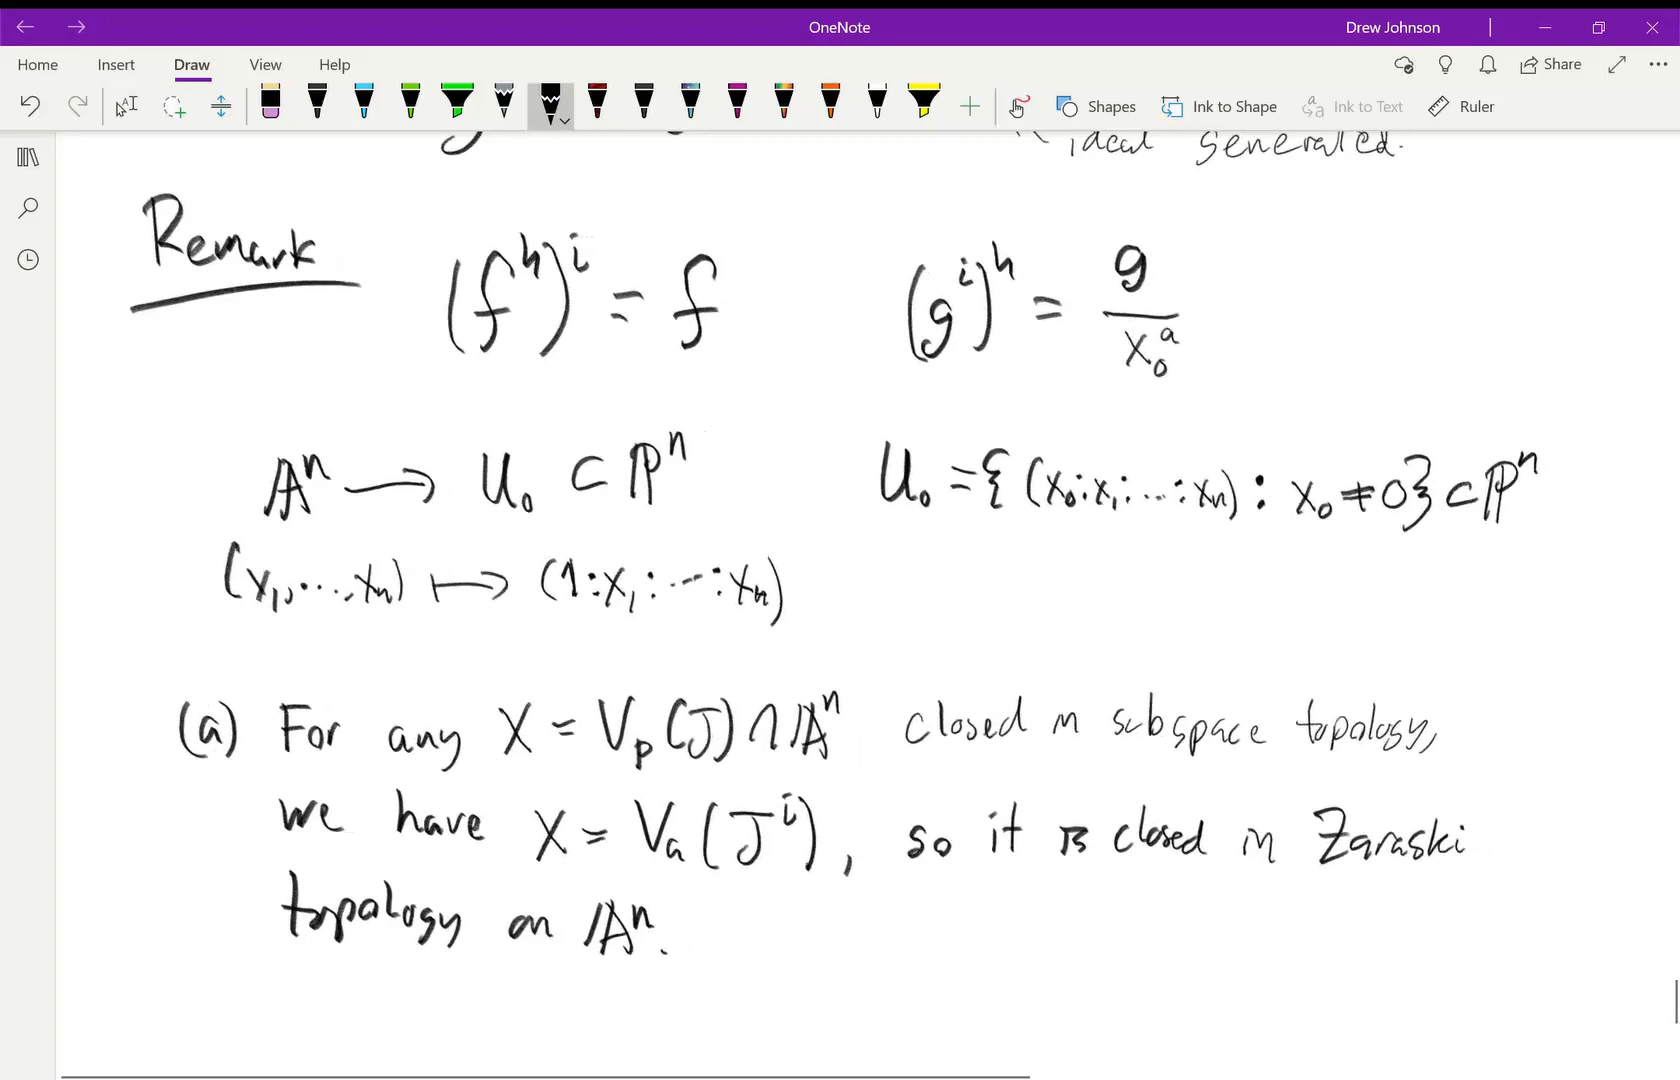 OneNote
Drew Johnson
Home Insert Draw View Help
Share
Shapes Ink to Shape Ink to Text Ruler
ideal generated.
Remark (f^h)^i = f (g^i)^h = g / x_0^a
𝔸^n ⟶ U_0 ⊂ ℙ^n U_0 = { (x_0 : x_1 : ... : x_n) : x_0 ≠ 0 } ⊂ ℙ^n
(x_1, ..., x_n) ⟼ (1 : x_1 : ... : x_n)
(a) For any X = V_p(J) ∩ 𝔸^n closed in subspace topology,
we have X = V_a(J^i), so it is closed in Zaraski
topology on 𝔸^n.